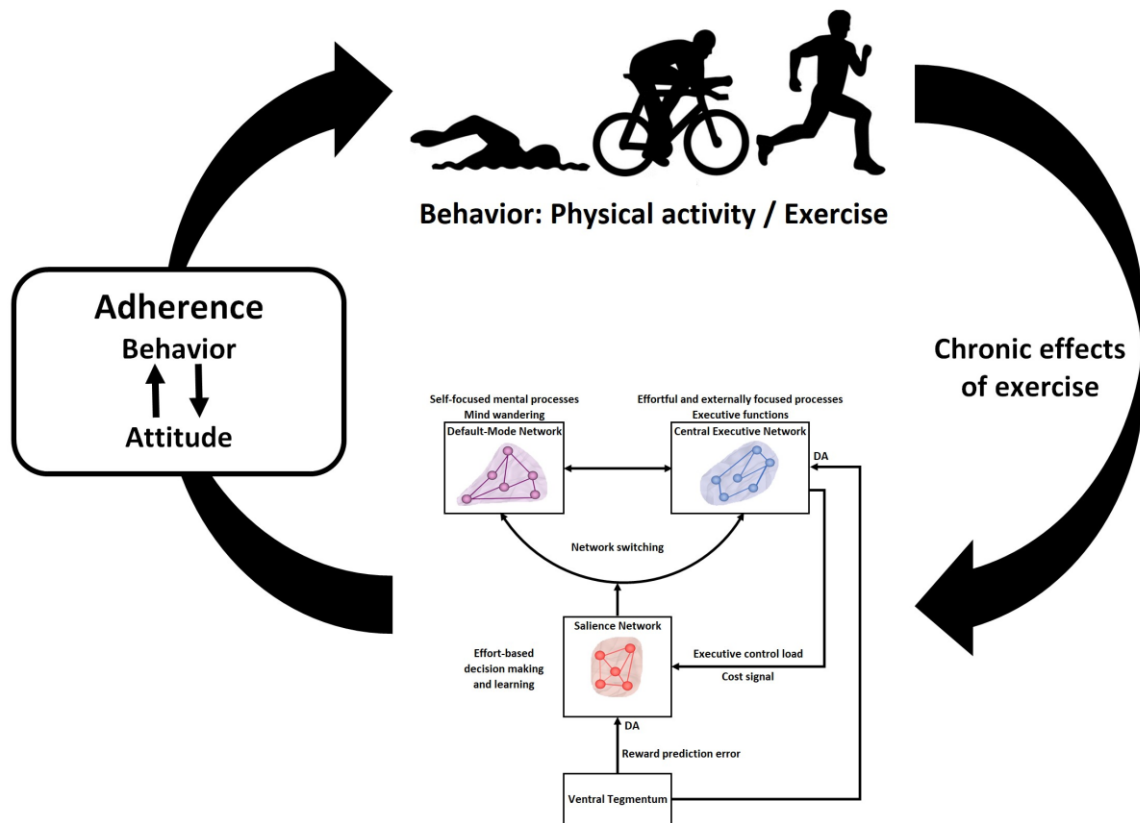 Behavior: Physical activity / Exercise
Adherence
Behavior
Attitude
Chronic effects
of exercise
Self-focused mental processes
Mind wandering
Default-Mode Network
Effortful and externally focused processes
Executive functions
Central Executive Network
DA
Network switching
Salience Network
Effort-based
decision making
and learning
Executive control load
Cost signal
DA
Reward prediction error
Ventral Tegmentum